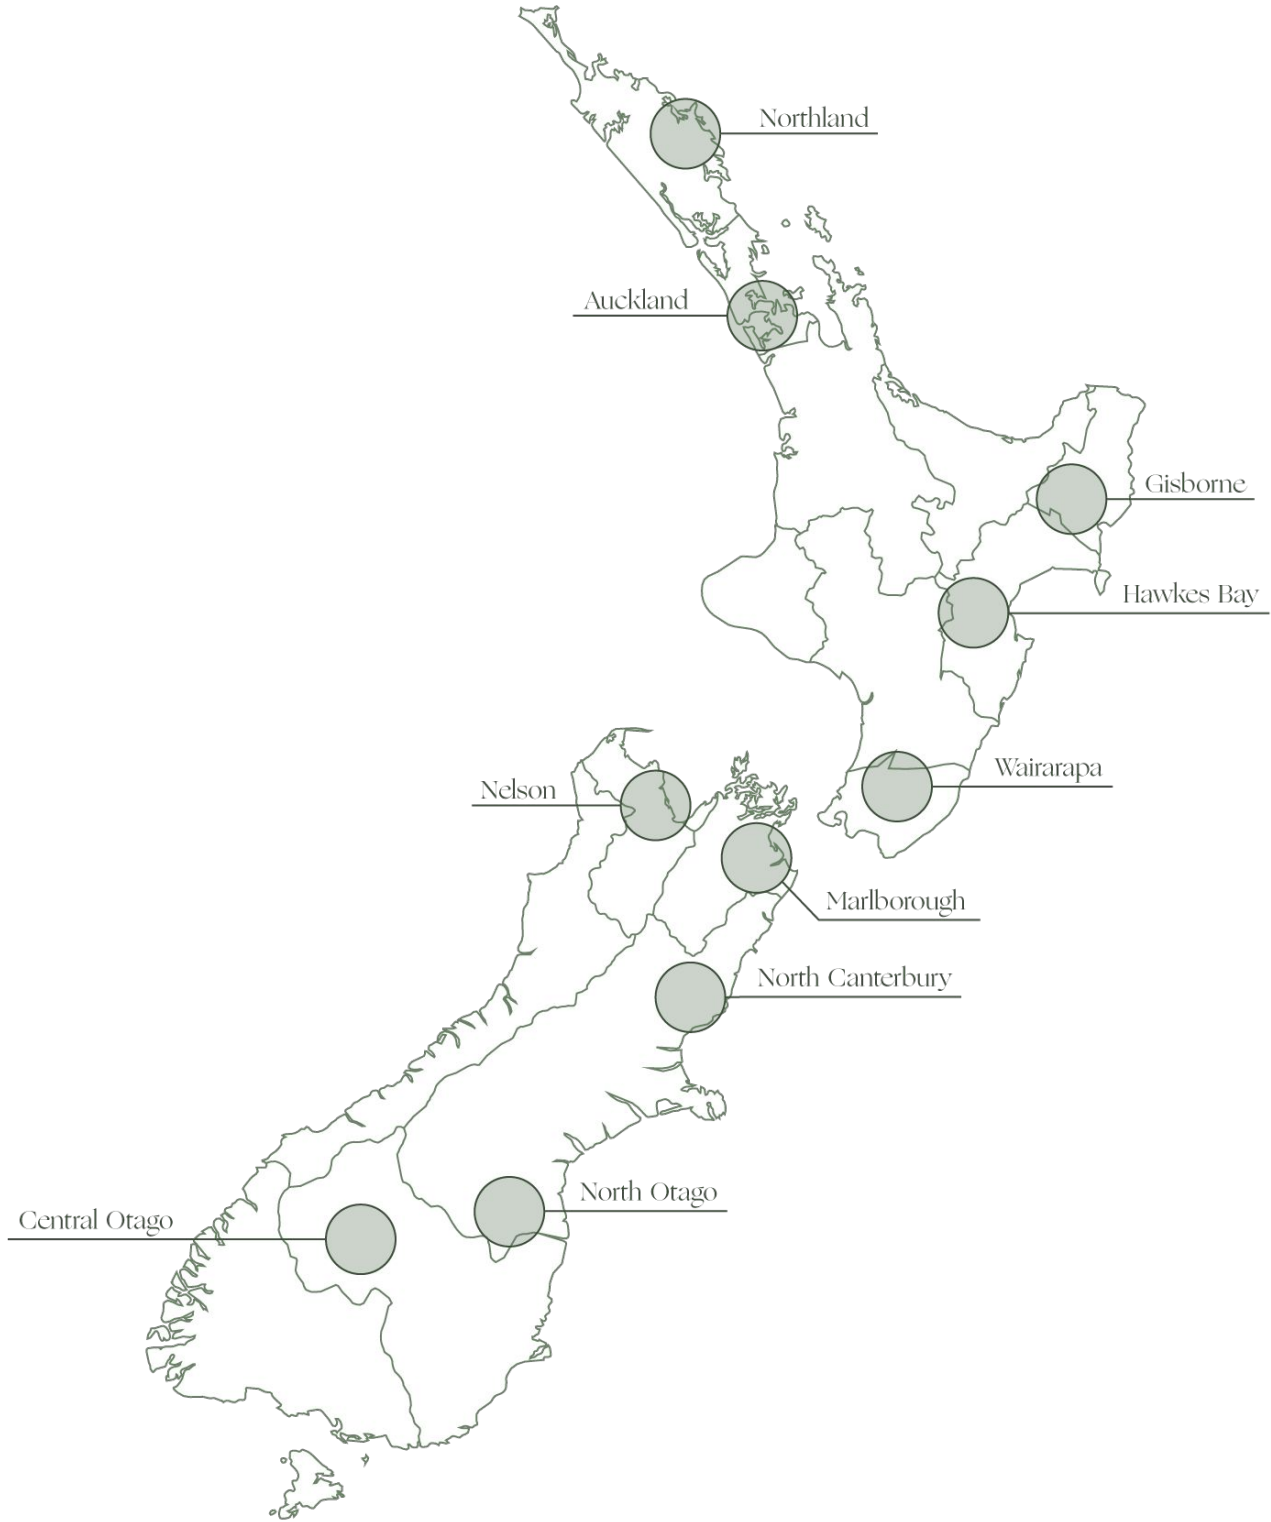 Northland
Auckland
Gisborne
Hawkes Bay
Wairarapa
Nelson
Marlborough
North Canterbury
North Otago
Central Otago